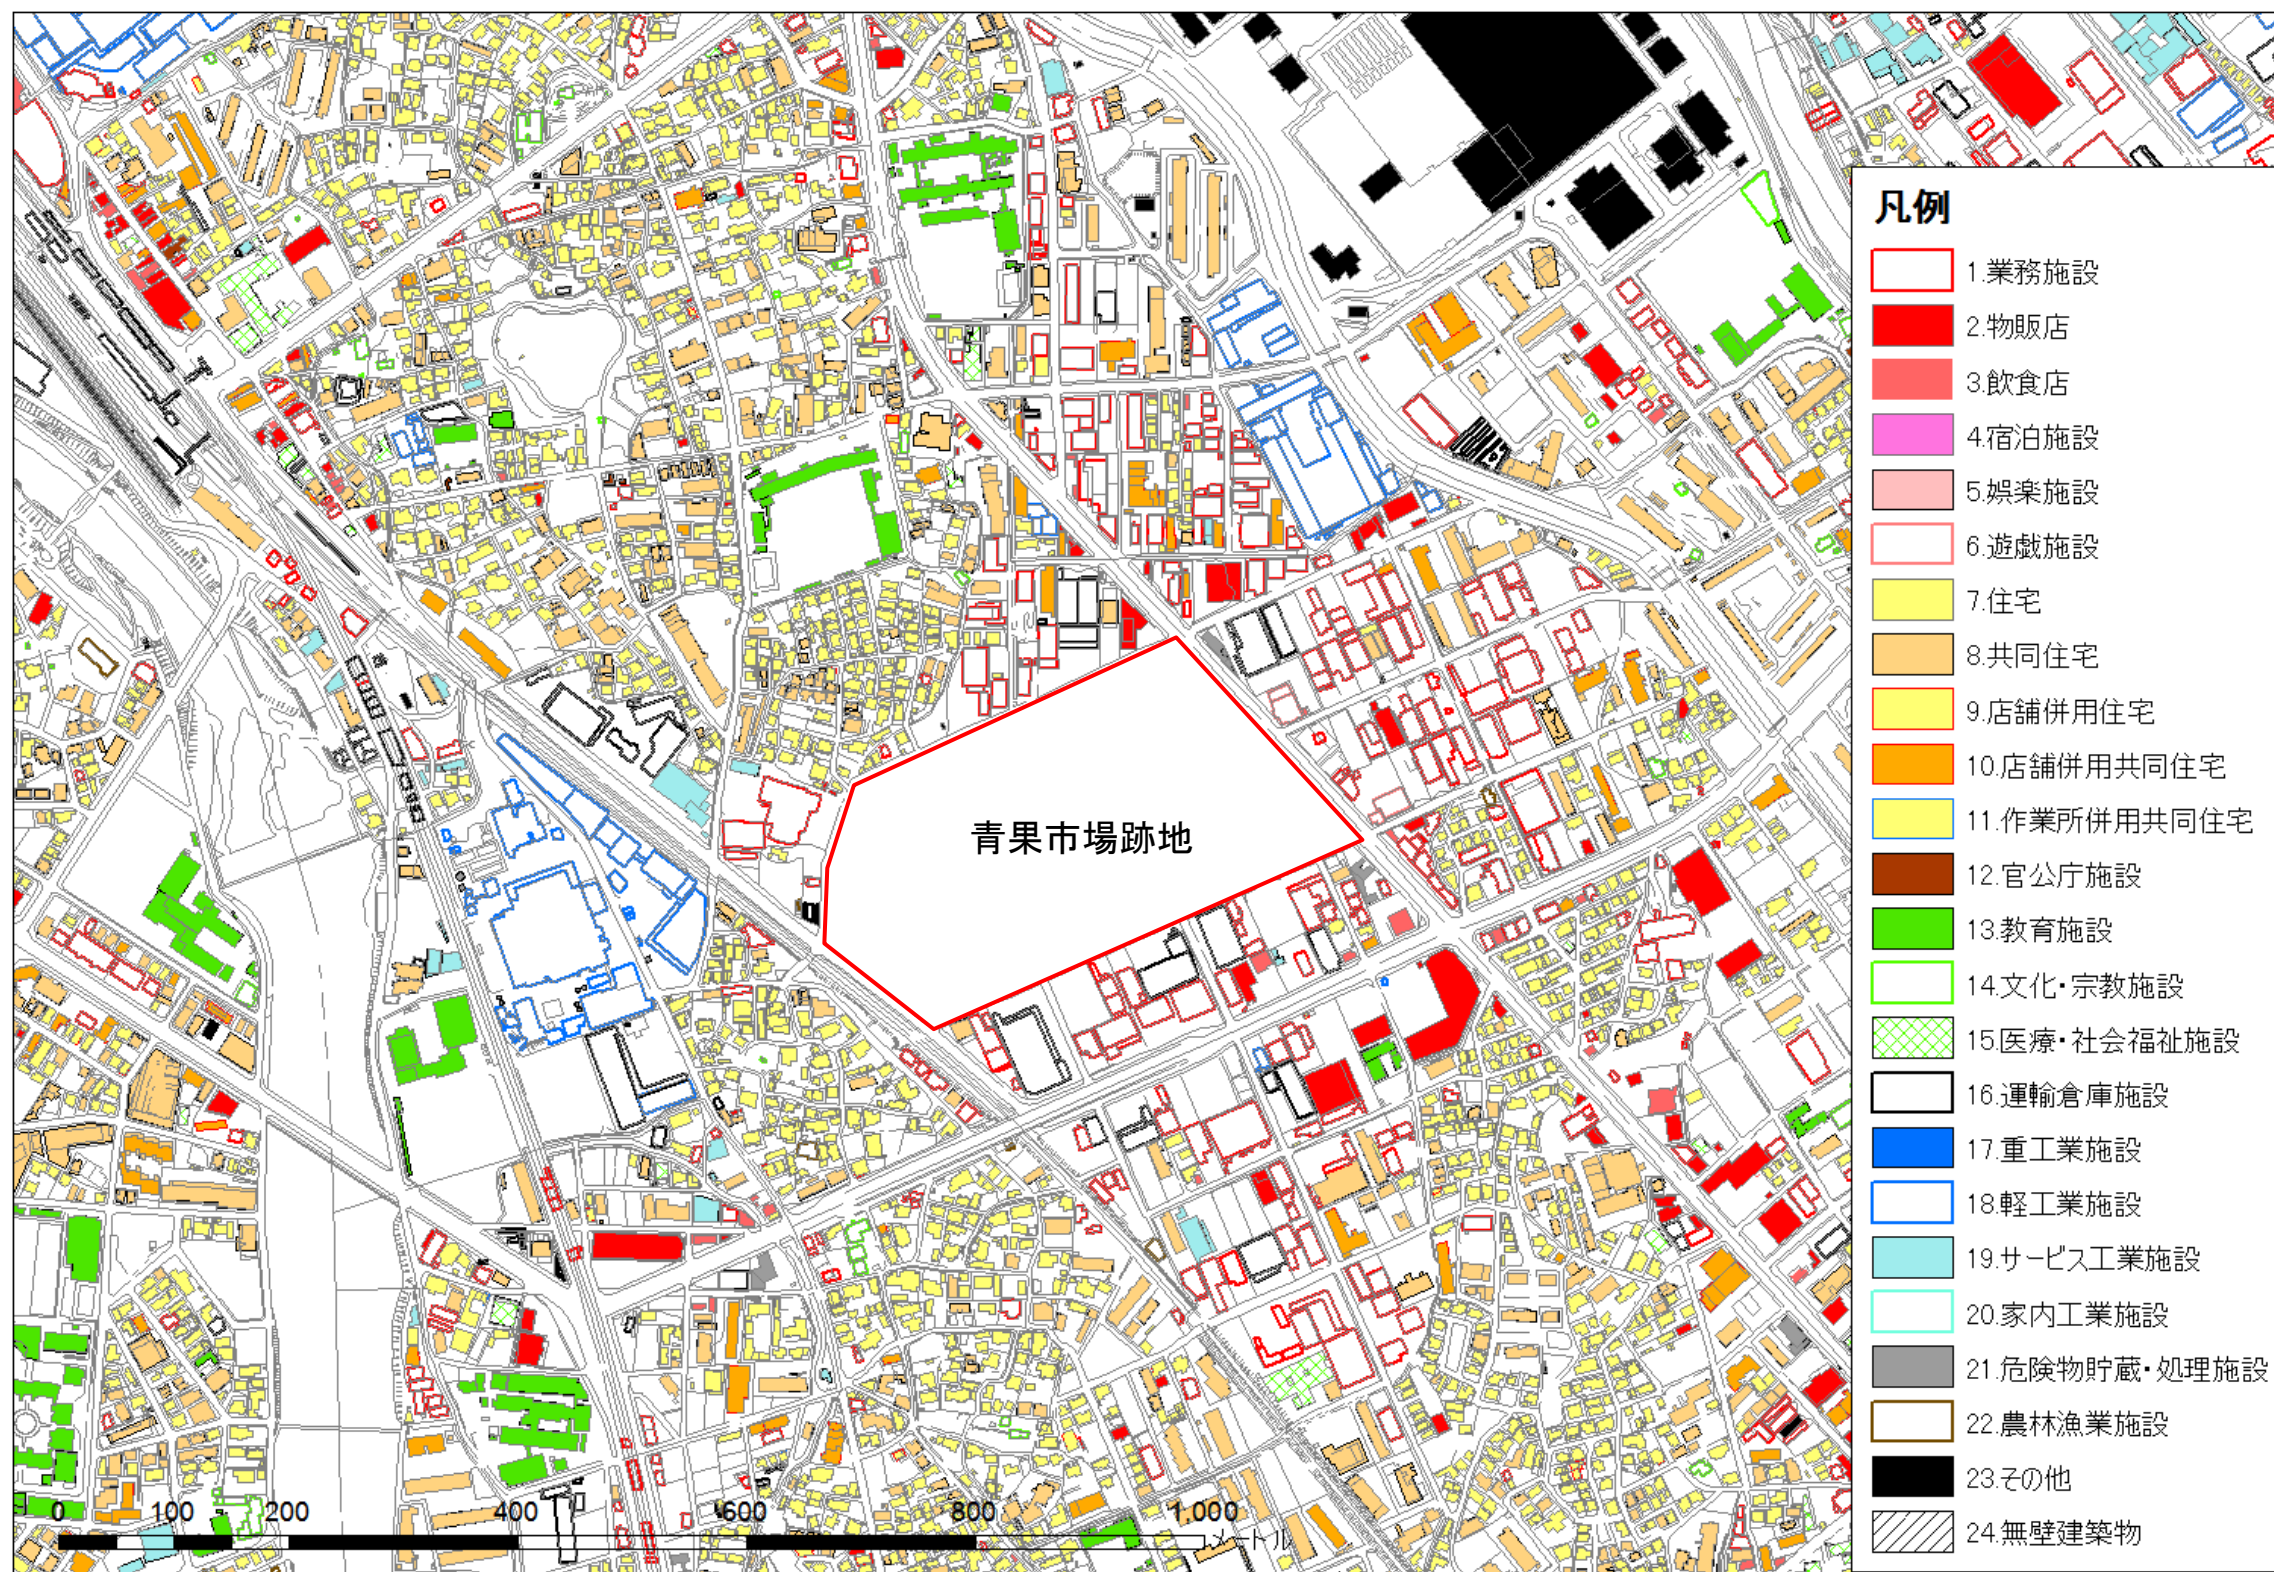 青果市場跡地
凡例
1.業務施設
2.物販店
3.飲食店
4.宿泊施設
5.娯楽施設
6.遊戯施設
7.住宅
8.共同住宅
9.店舗併用住宅
10.店舗併用共同住宅
11.作業所併用共同住宅
12.官公庁施設
13.教育施設
14.文化・宗教施設
15.医療・社会福祉施設
16.運輸倉庫施設
17.重工業施設
18.軽工業施設
19.サービス工業施設
20.家内工業施設
21.危険物貯蔵・処理施設
22.農林漁業施設
23.その他
24.無壁建築物
0 100 200 400 600 800 1,000
メートル